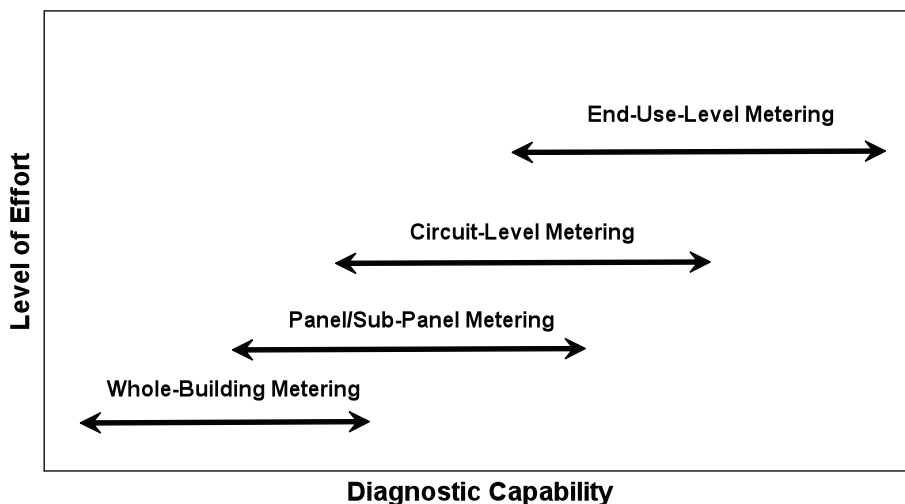 End-Use-Level Metering
Circuit-Level Metering
Panel/Sub-Panel Metering
Whole-Building Metering
Level of Effort
Diagnostic Capability